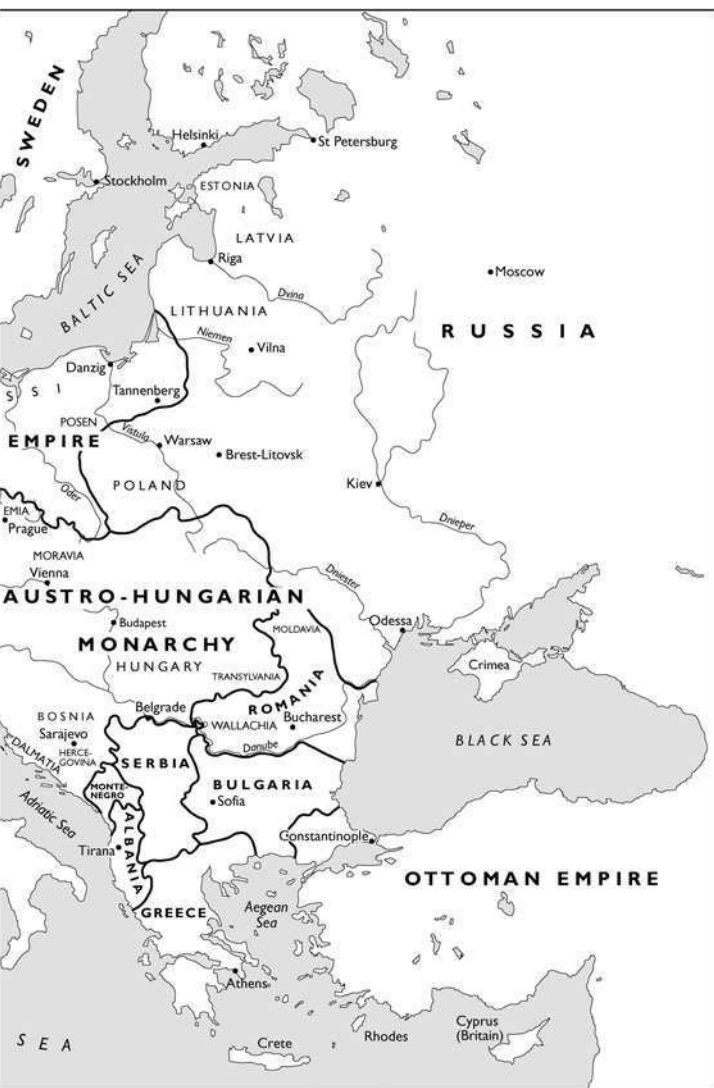 SWEDEN
Helsinki
St Petersburg
Stockholm
ESTONIA
LATVIA
BALTIC SEA
Riga
Moscow
Dvina
LITHUANIA
RUSSIA
Niemen
Vilna
Danzig
SSI
Tannenberg
POSEN
EMPIRE
Vistula
Warsaw
Brest-Litovsk
POLAND
Kiev
Oder
EMIA
Prague
Dnieper
MORAVIA
Vienna
Dniester
AUSTRO-HUNGARIAN
Budapest
MOLDAVIA
Odessa
MONARCHY
HUNGARY
Crimea
TRANSYLVANIA
ROMANIA
Belgrade
BOSNIA
WALLACHIA
Bucharest
Sarajevo
BLACK SEA
DALMATIA
HERCE-
GOVINA
Danube
SERBIA
MONTE-
NEGRO
BULGARIA
Sofia
Adriatic Sea
ALBANIA
Constantinople
Tirana
OTTOMAN EMPIRE
GREECE
Aegean
Sea
Athens
SEA
Crete
Rhodes
Cyprus
(Britain)